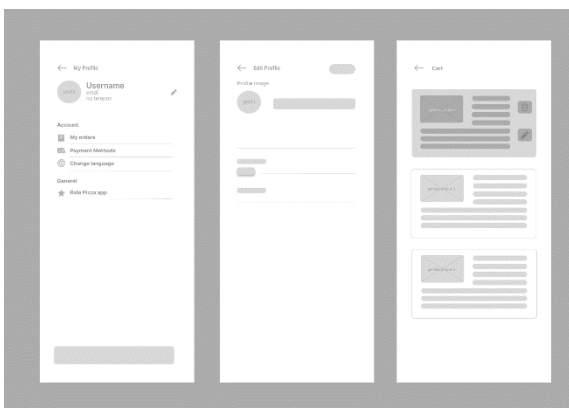 My Profile
Username
email
no telepon
Account
My orders
Payment Methods
Change language
General
Rate Pizza app
Edit Profile
Profile Image
Cart